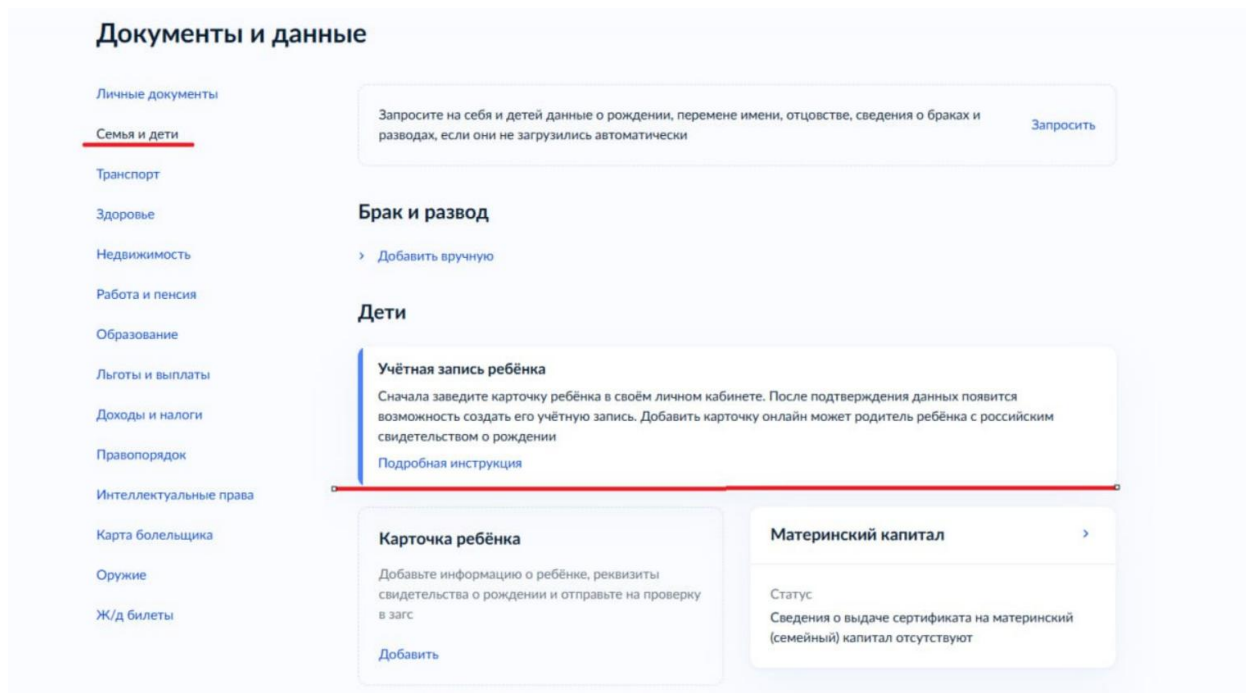 Документы и данные
Личные документы
Семья и дети
Транспорт
Здоровье
Недвижимость
Работа и пенсия
Образование
Льготы и выплаты
Доходы и налоги
Правопорядок
Интеллектуальные права
Карта болельщика
Оружие
Ж/д билеты
Запросите на себя и детей данные о рождении, перемене имени, отцовстве, сведения о браках и
разводах, если они не загрузились автоматически
Запросить
Брак и развод
Добавить вручную
Дети
Учётная запись ребёнка
Сначала заведите карточку ребёнка в своём личном кабинете. После подтверждения данных появится
возможность создать его учётную запись. Добавить карточку онлайн может родитель ребёнка с российским
свидетельством о рождении
Подробная инструкция
Карточка ребёнка
Добавьте информацию о ребёнке, реквизиты
свидетельства о рождении и отправьте на проверку
в загс
Добавить
Материнский капитал
Статус
Сведения о выдаче сертификата на материнский
(семейный) капитал отсутствуют